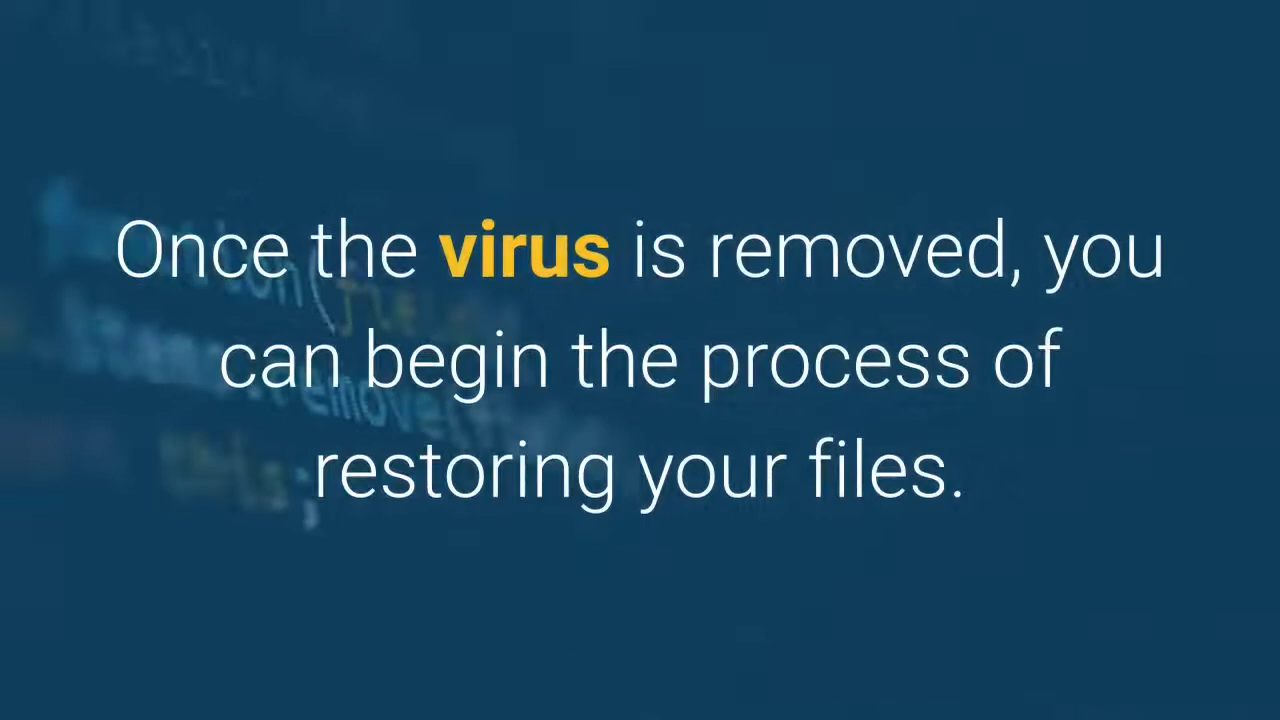 Once the virus is removed, you
can begin the process of
restoring your files.